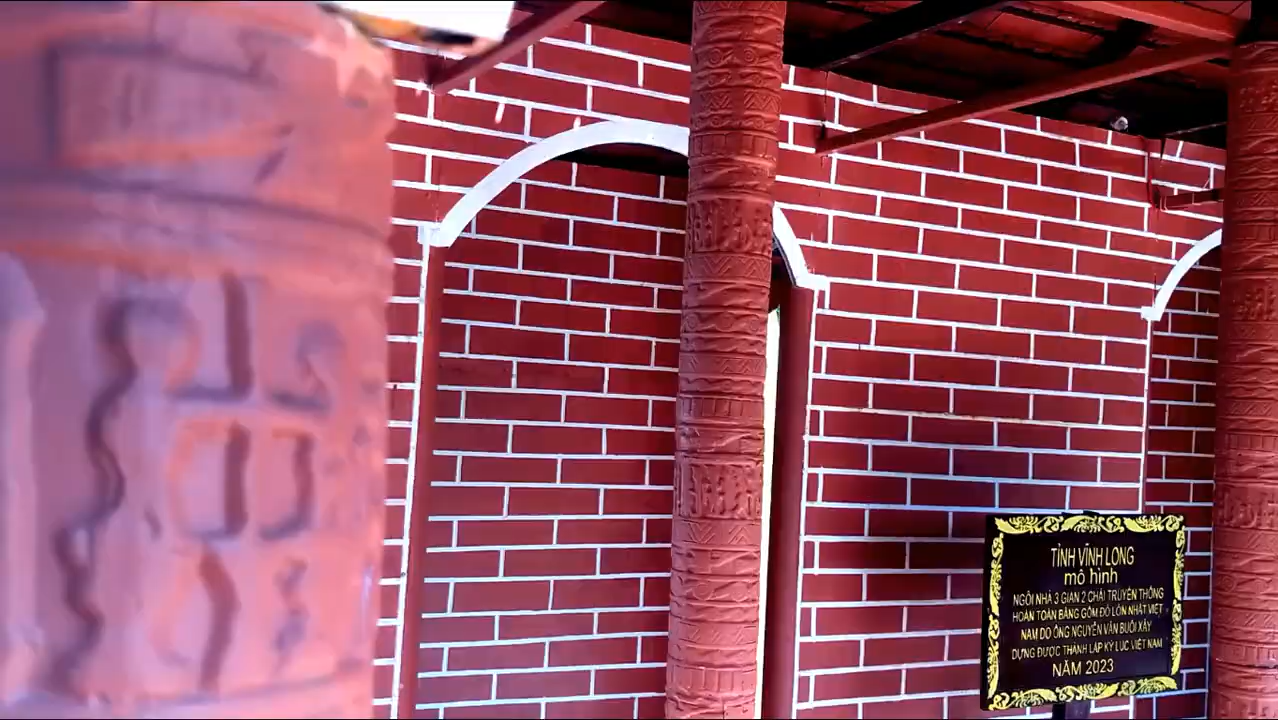 TỈNH VĨNH LONG
mô hình
NGÔI NHÀ 3 GIAN 2 CHÁI TRUYỀN THỐNG
HOÀN TOÀN BẰNG GỐM ĐỎ LỚN NHẤT VIỆT
NAM DO ÔNG NGUYỄN VĂN BUÔI XÂY
DỰNG ĐƯỢC THÀNH LẬP KỶ LỤC VIỆT NAM
NĂM 2023